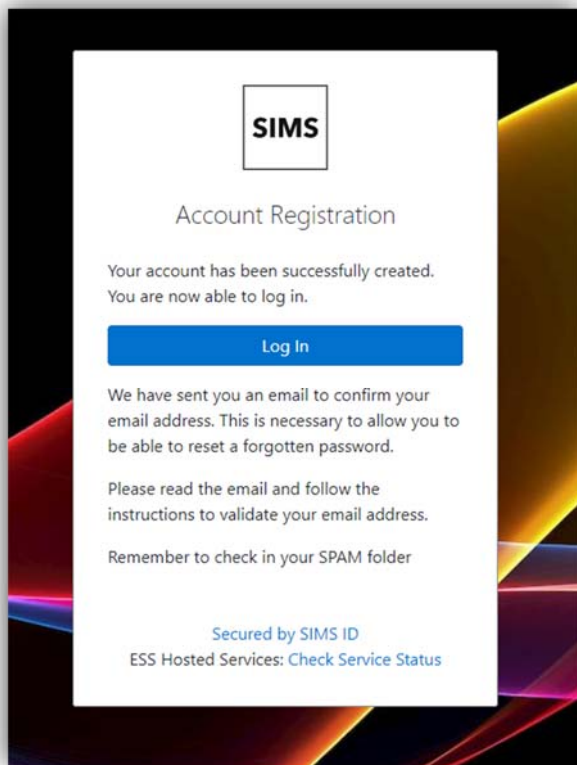 SIMS
Account Registration
Your account has been successfully created.
You are now able to log in.
Log In
We have sent you an email to confirm your
email address. This is necessary to allow you to
be able to reset a forgotten password.
Please read the email and follow the
instructions to validate your email address.
Remember to check in your SPAM folder
Secured by SIMS ID
ESS Hosted Services: Check Service Status